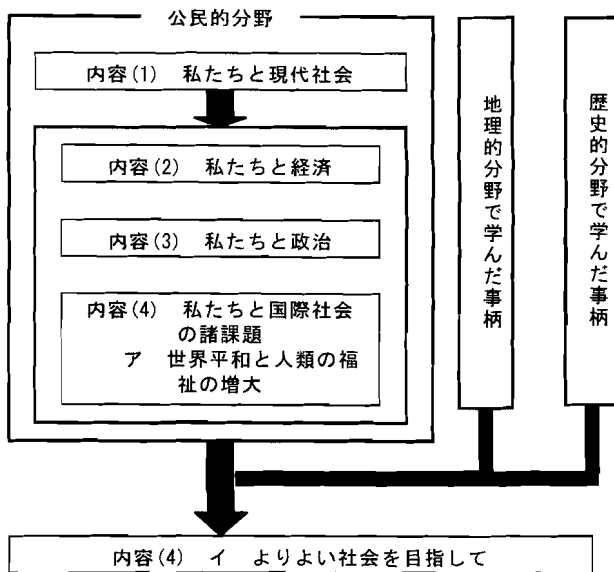 公民的分野
内容(1) 私たちと現代社会
内容(2) 私たちと経済
内容(3) 私たちと政治
内容(4) 私たちと国際社会
の諸課題
ア 世界平和と人類の福
祉の増大
地理的分野で学んだ事柄
歴史的分野で学んだ事柄
内容(4) イ よりよい社会を目指して